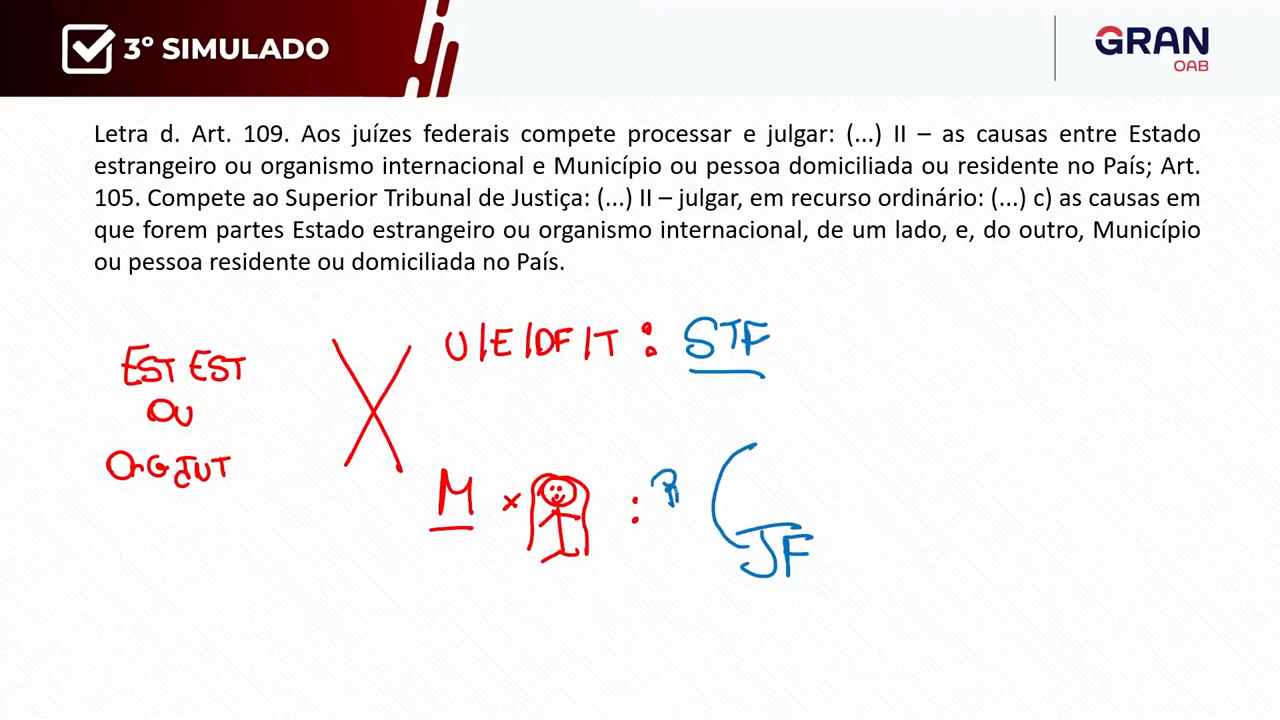 3º SIMULADO
GRAN
OAB
Letra d. Art. 109. Aos juízes federais compete processar e julgar: (...) II – as causas entre Estado
estrangeiro ou organismo internacional e Município ou pessoa domiciliada ou residente no País; Art.
105. Compete ao Superior Tribunal de Justiça: (...) II – julgar, em recurso ordinário: (...) c) as causas em
que forem partes Estado estrangeiro ou organismo internacional, de um lado, e, do outro, Município
ou pessoa residente ou domiciliada no País.
U/E/DF/T : STF
EST EST
OU
ORG INT
M x :
JF